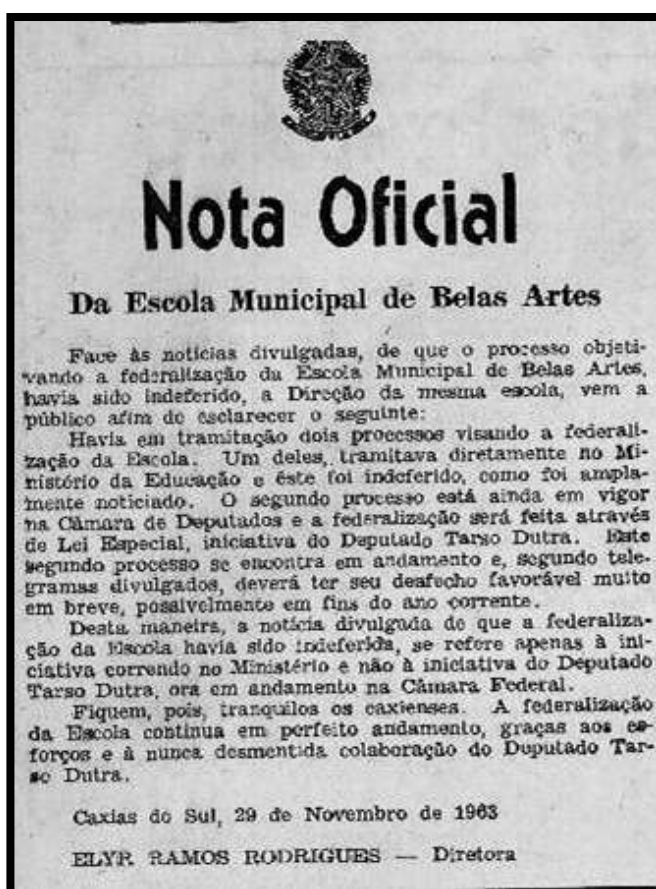 Nota Oficial
Da Escola Municipal de Belas Artes
Face às notícias divulgadas, de que o processo objeti-
vando a federalização da Escola Municipal de Belas Artes,
havia sido indeferido, a Direção da mesma escola, vem a
público afim de esclarecer o seguinte:
Havia em tramitação dois processos visando a federali-
zação da Escola. Um deles, tramitava diretamente no Mi-
nistério da Educação e êste foi indeferido, como foi ampla-
mente noticiado. O segundo processo está ainda em vigor
na Câmara de Deputados e a federalização será feita através
de Lei Especial, iniciativa do Deputado Tarso Dutra. Este
segundo processo se encontra em andamento e, segundo tele-
gramas divulgados, deverá ter seu desfecho favorável muito
em breve, possivelmente em fins do ano corrente.
Desta maneira, a notícia divulgada de que a federaliza-
ção da Escola havia sido indeferida, se refere apenas à ini-
ciativa correndo no Ministério e não à iniciativa do Deputado
Tarso Dutra, ora em andamento na Câmara Federal.
Fiquem, pois, tranquilos os caxienses. A federalização
da Escola continua em perfeito andamento, graças aos es-
forços e à nunca desmentida colaboração do Deputado Tar-
so Dutra.
Caxias do Sul, 29 de Novembro de 1963
ELYR RAMOS RODRIGUES — Diretora